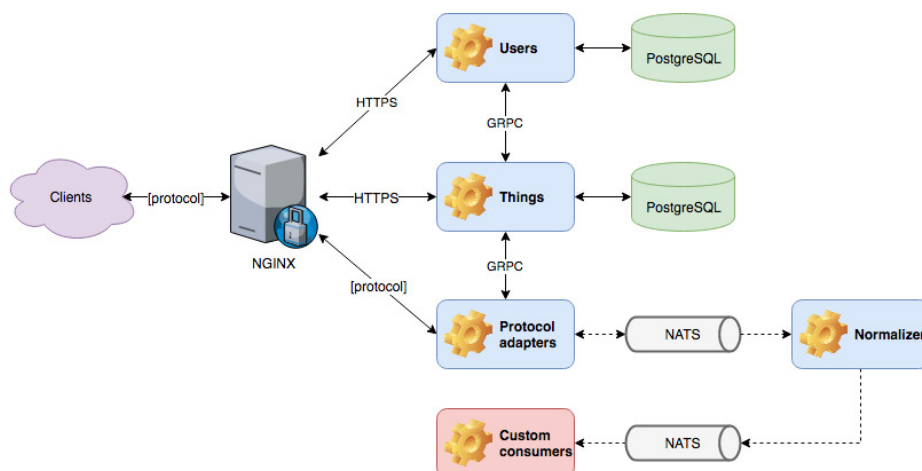 Users
PostgreSQL
HTTPS
GRPC
Clients
[protocol]
HTTPS
Things
PostgreSQL
NGINX
GRPC
[protocol]
Protocol
adapters
NATS
Normalizer
Custom
consumers
NATS